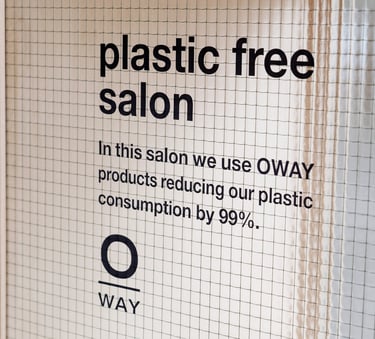 plastic free
salon
In this salon we use OWAY
products reducing our plastic
consumption by 99%.
O
WAY